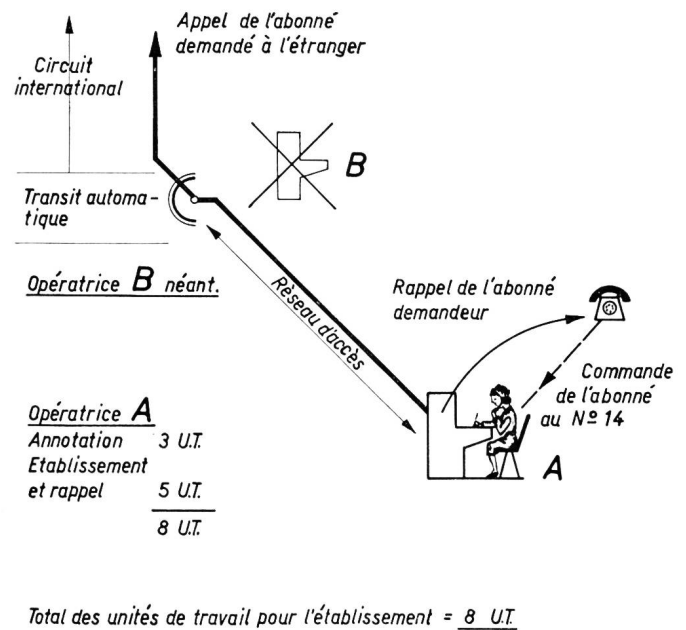 Appel de l'abonné
demandé à l'étranger
Circuit
international
B
Transit automa-
tique
Opératrice B néant.
Réseau d'accès
Rappel de l'abonné
demandeur
Commande
de l'abonné
au Nº 14
A
Opératrice A
Annotation 3 U.T.
Etablissement
et rappel 5 U.T.
8 U.T.
Total des unités de travail pour l'établissement = 8 U.T.